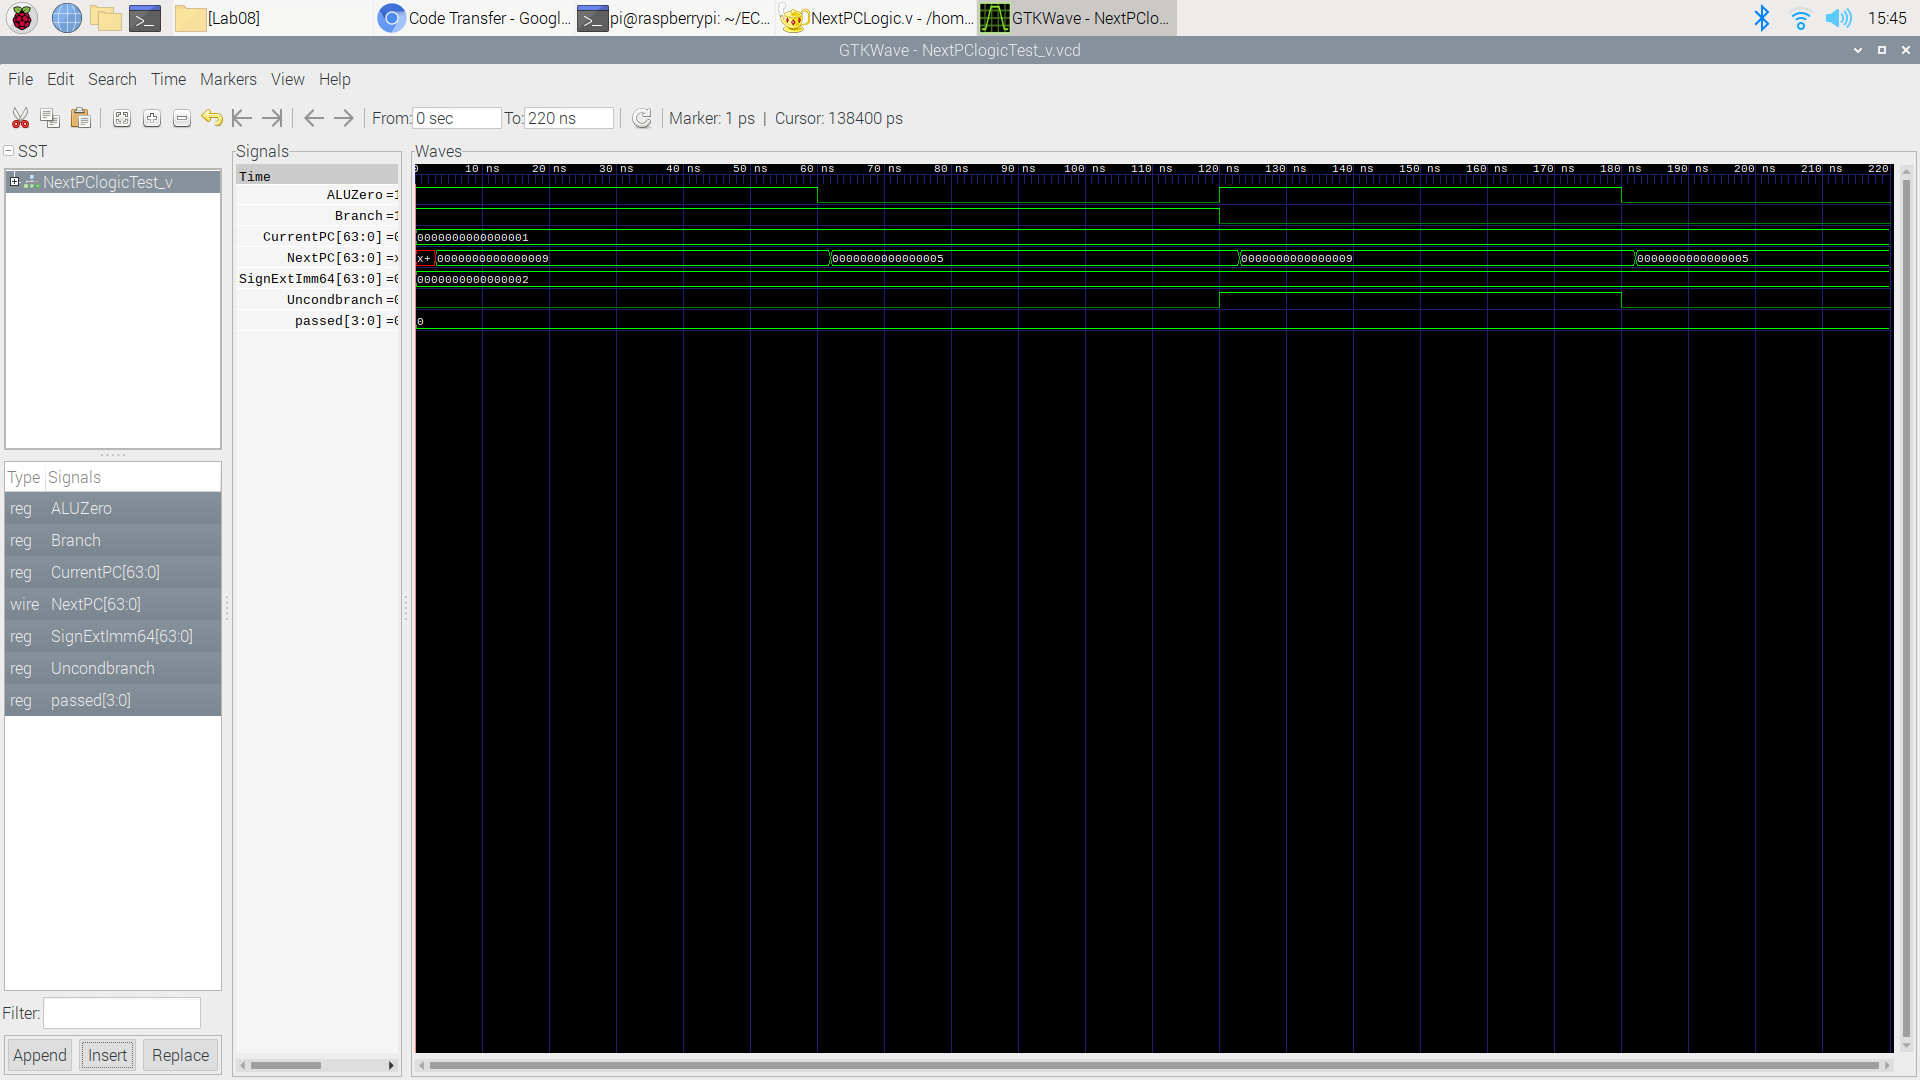 [Lab08]
Code Transfer - Googl...
pi@raspberrypi: ~/EC...
NextPCLogic.v - /hom...
GTKWave - NextPClo...
15:45
GTKWave - NextPClogicTest_v.vcd
File Edit Search Time Markers View Help
From: 0 sec To: 220 ns Marker: 1 ps | Cursor: 138400 ps
SST
NextPClogicTest_v
Type Signals
reg ALUZero
reg Branch
reg CurrentPC[63:0]
wire NextPC[63:0]
reg SignExtImm64[63:0]
reg Uncondbranch
reg passed[3:0]
Filter:
Append Insert Replace
Signals
Time
ALUZero =1
Branch =1
CurrentPC[63:0] =0
NextPC[63:0] =x
SignExtImm64[63:0] =0
Uncondbranch =0
passed[3:0] =0
Waves
0 10 ns 20 ns 30 ns 40 ns 50 ns 60 ns 70 ns 80 ns 90 ns 100 ns 110 ns 120 ns 130 ns 140 ns 150 ns 160 ns 170 ns 180 ns 190 ns 200 ns 210 ns 220
0000000000000001
x+ 0000000000000009 0000000000000005 0000000000000009 0000000000000005
0000000000000002
0